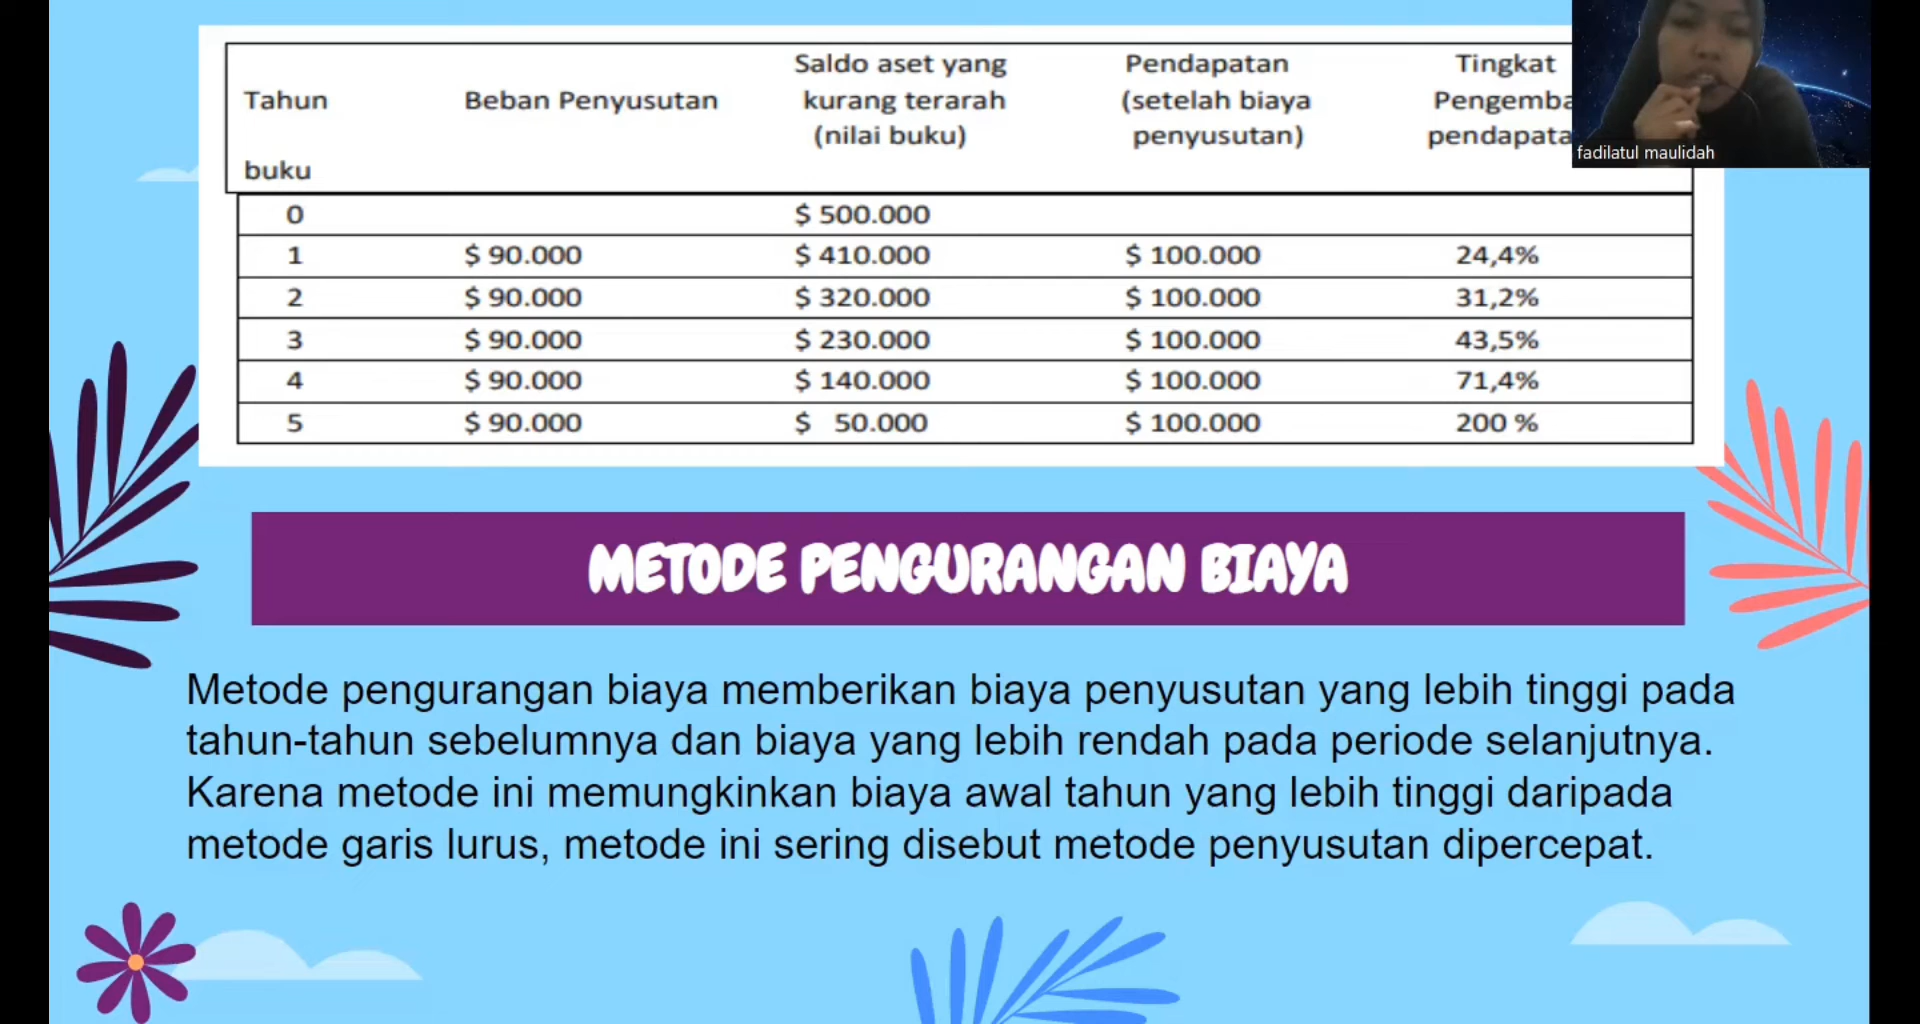 Saldo aset yang Pendapatan Tingkat
Tahun Beban Penyusutan kurang terarah (setelah biaya Pengemba
(nilai buku) penyusutan) pendapata
buku
fadilatul maulidah
0 $ 500.000
1 $ 90.000 $ 410.000 $ 100.000 24,4%
2 $ 90.000 $ 320.000 $ 100.000 31,2%
3 $ 90.000 $ 230.000 $ 100.000 43,5%
4 $ 90.000 $ 140.000 $ 100.000 71,4%
5 $ 90.000 $ 50.000 $ 100.000 200 %
METODE PENGURANGAN BIAYA
Metode pengurangan biaya memberikan biaya penyusutan yang lebih tinggi pada
tahun-tahun sebelumnya dan biaya yang lebih rendah pada periode selanjutnya.
Karena metode ini memungkinkan biaya awal tahun yang lebih tinggi daripada
metode garis lurus, metode ini sering disebut metode penyusutan dipercepat.